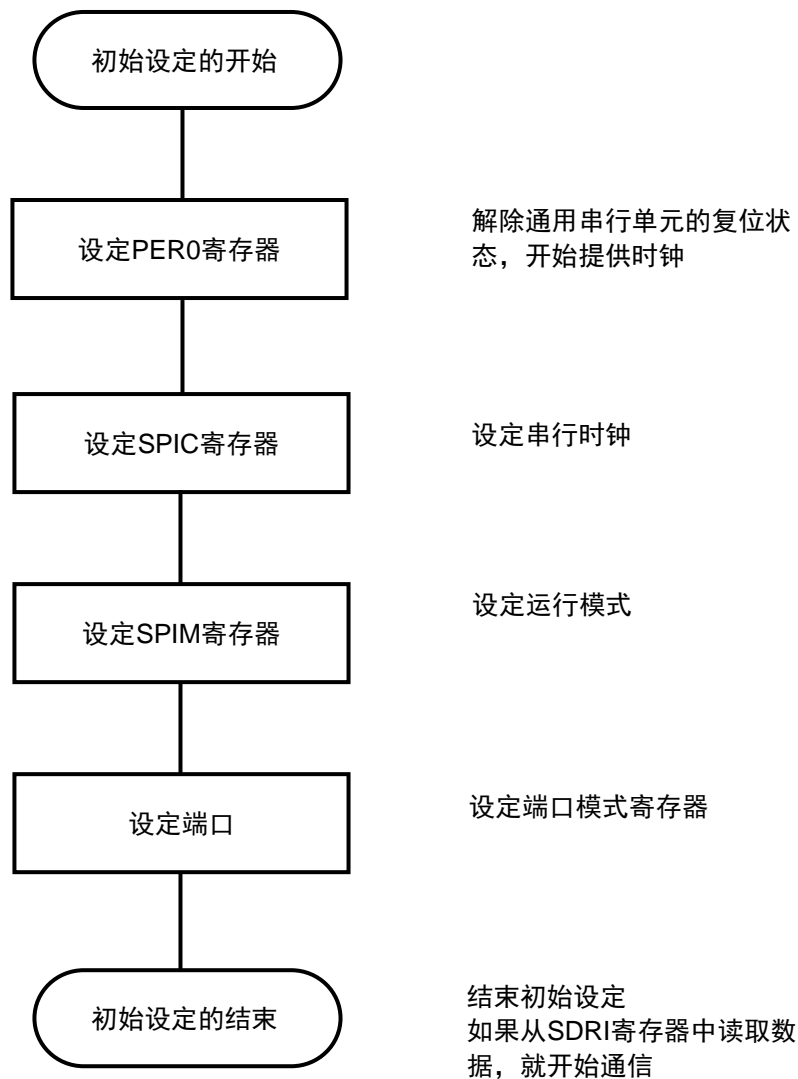 初始设定的开始
设定PER0寄存器
解除通用串行单元的复位状
态，开始提供时钟
设定SPIC寄存器
设定串行时钟
设定SPIM寄存器
设定运行模式
设定端口
设定端口模式寄存器
初始设定的结束
结束初始设定
如果从SDRI寄存器中读取数
据，就开始通信